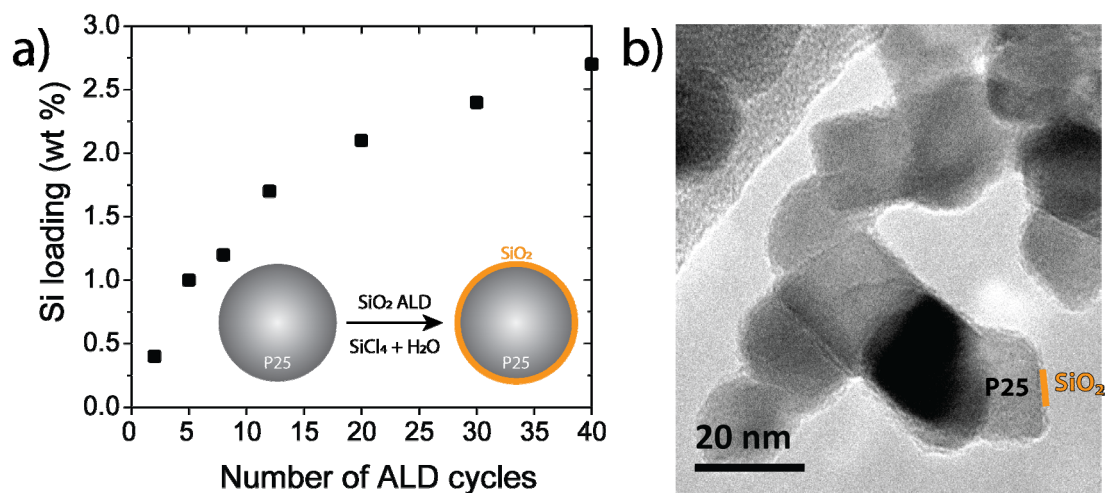 a)
Si loading (wt %)
3.0
2.5
2.0
1.5
1.0
0.5
0.0
0 5 10 15 20 25 30 35 40
Number of ALD cycles
P25
SiO₂ ALD
SiCl₄ + H₂O
SiO₂
P25
b)
P25 SiO₂
20 nm